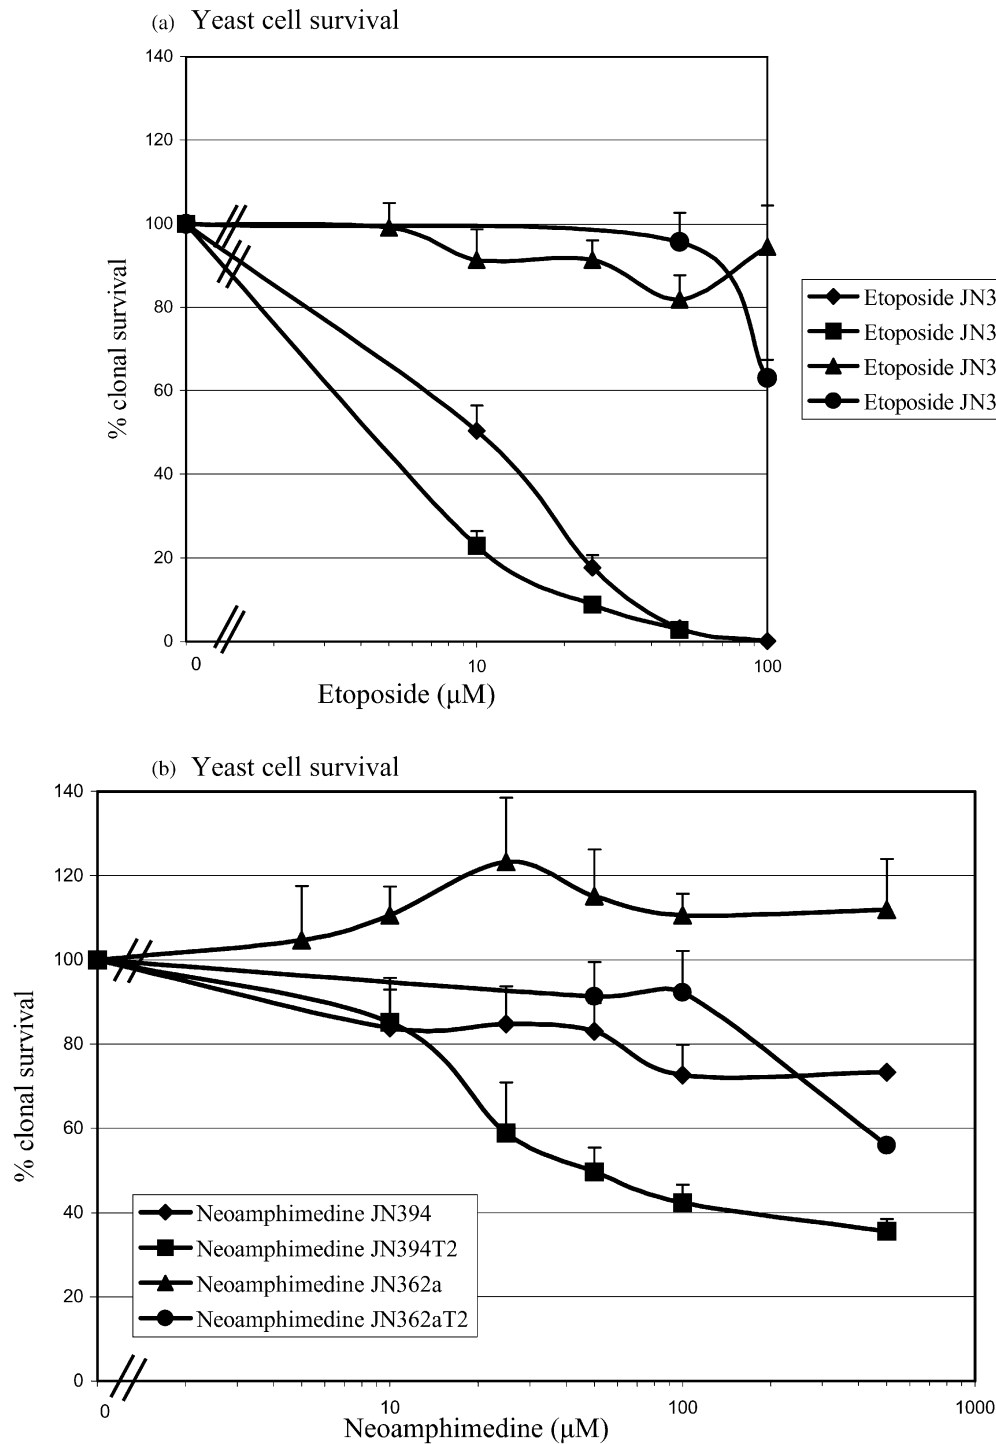 (a) Yeast cell survival
140
120
100
80
60
40
20
0
% clonal survival
0 10 100
Etoposide (μM)
Etoposide JN3
Etoposide JN3
Etoposide JN3
Etoposide JN3
(b) Yeast cell survival
140
120
100
80
60
40
20
0
% clonal survival
Neoamphimedine JN394
Neoamphimedine JN394T2
Neoamphimedine JN362a
Neoamphimedine JN362aT2
0 10 100 1000
Neoamphimedine (μM)